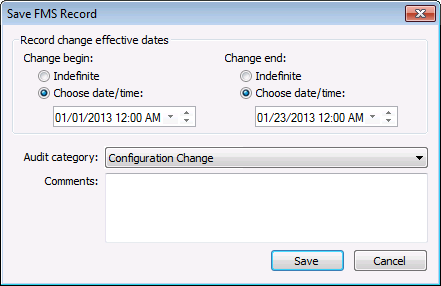 Save FMS Record
Record change effective dates
Change begin: Change end:
Indefinite Indefinite
Choose date/time: Choose date/time:
01/01/2013 12:00 AM 01/23/2013 12:00 AM
Audit category: Configuration Change
Comments:
Save Cancel